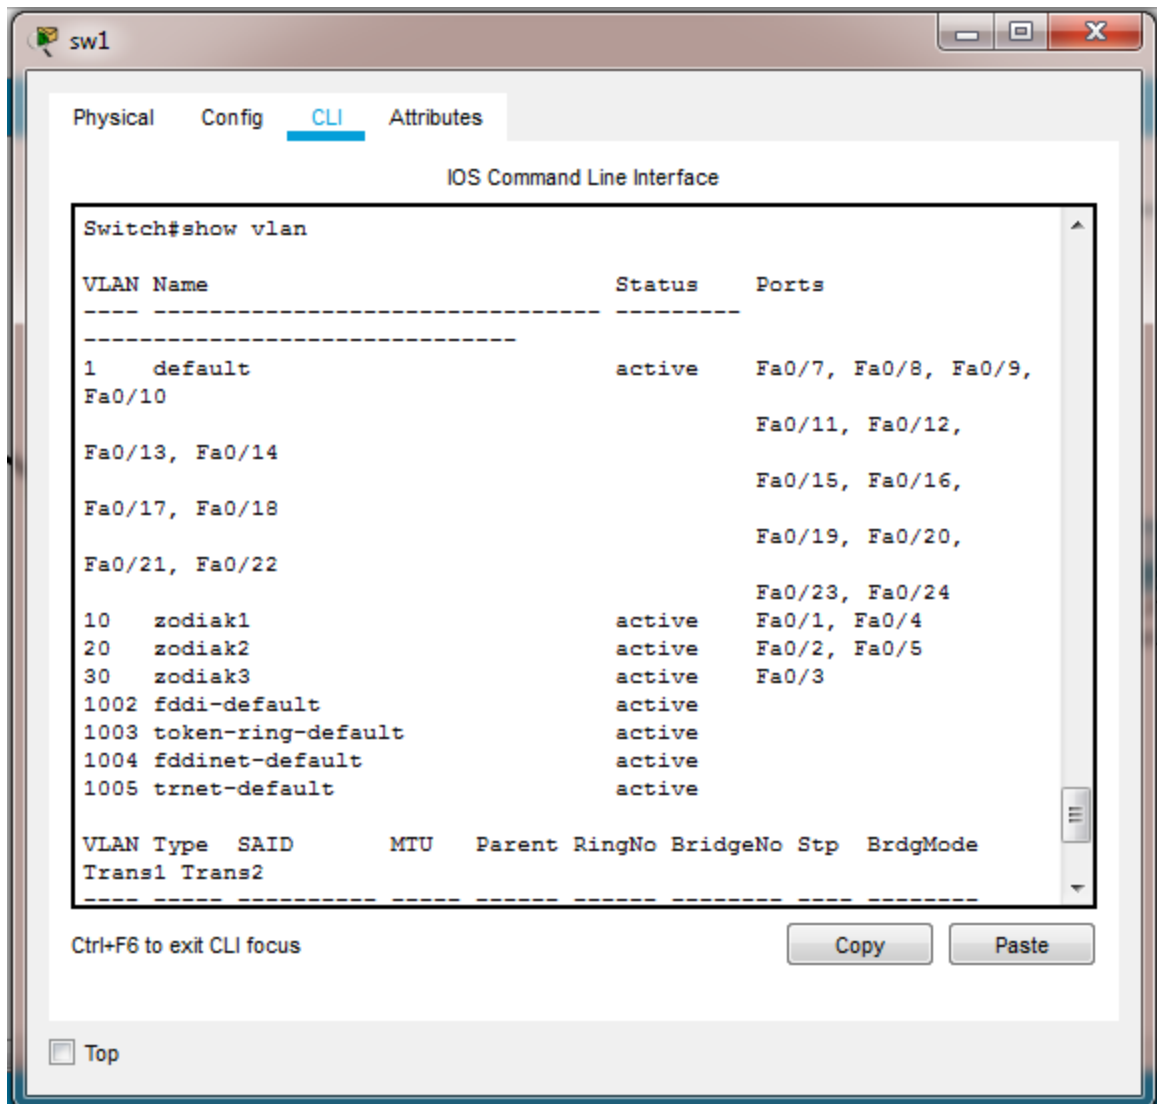 sw1
Physical Config CLI Attributes
IOS Command Line Interface
Switch#show vlan
VLAN Name Status Ports
---- -------------------------------- ---------
-------------------------------
1 default active Fa0/7, Fa0/8, Fa0/9,
Fa0/10
Fa0/11, Fa0/12,
Fa0/13, Fa0/14
Fa0/15, Fa0/16,
Fa0/17, Fa0/18
Fa0/19, Fa0/20,
Fa0/21, Fa0/22
Fa0/23, Fa0/24
10 zodiak1 active Fa0/1, Fa0/4
20 zodiak2 active Fa0/2, Fa0/5
30 zodiak3 active Fa0/3
1002 fddi-default active
1003 token-ring-default active
1004 fddinet-default active
1005 trnet-default active
VLAN Type SAID MTU Parent RingNo BridgeNo Stp BrdgMode
Trans1 Trans2
---- ----- ---------- ----- ------ ------ -------- ---- --------
Ctrl+F6 to exit CLI focus
Copy Paste
Top